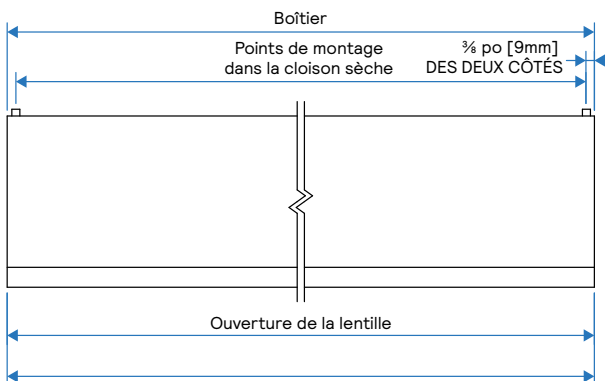 Boîtier
Points de montage
dans la cloison sèche
⅜ po [9mm]
DES DEUX CÔTÉS
Ouverture de la lentille